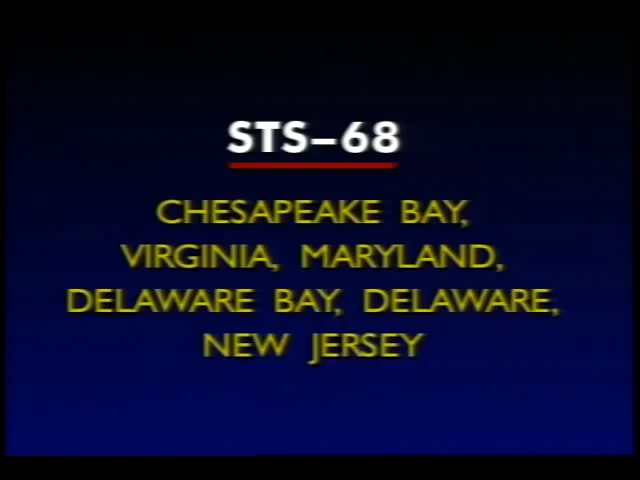 STS–68
CHESAPEAKE BAY,
VIRGINIA, MARYLAND,
DELAWARE BAY, DELAWARE,
NEW JERSEY